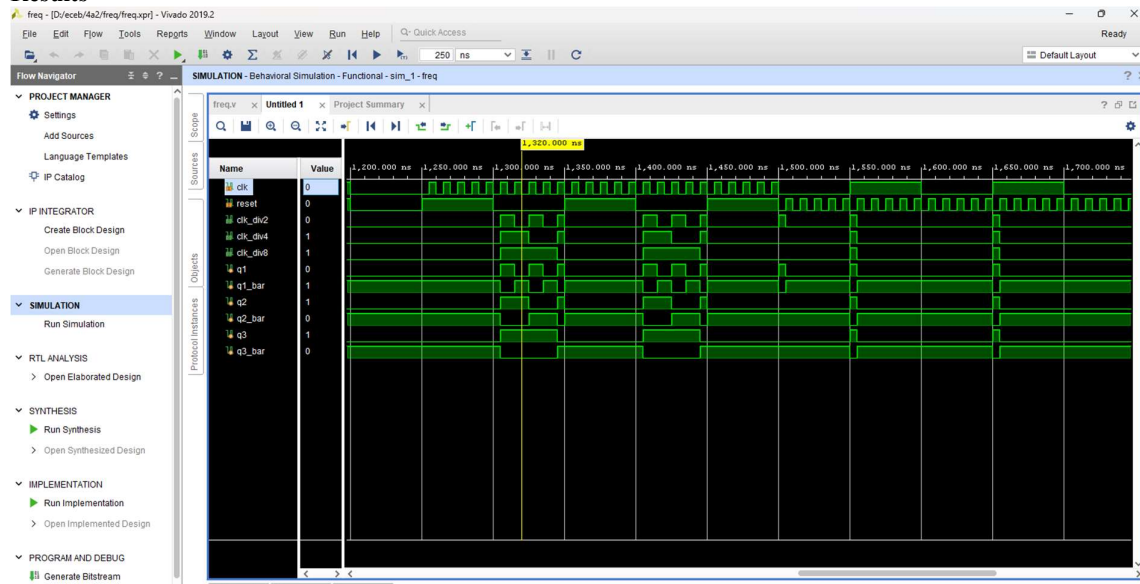 Results
freq - [D:/eceb/4a2/freq/freq.xpr] - Vivado 2019.2
File Edit Flow Tools Reports Window Layout View Run Help Quick Access
Ready
250 ns
Default Layout
Flow Navigator
SIMULATION - Behavioral Simulation - Functional - sim_1 - freq
PROJECT MANAGER
Settings
Add Sources
Language Templates
IP Catalog
IP INTEGRATOR
Create Block Design
Open Block Design
Generate Block Design
SIMULATION
Run Simulation
RTL ANALYSIS
Open Elaborated Design
SYNTHESIS
Run Synthesis
Open Synthesized Design
IMPLEMENTATION
Run Implementation
Open Implemented Design
PROGRAM AND DEBUG
Generate Bitstream
Scope
Sources
Objects
Protocol Instances
freq.v Untitled 1 Project Summary
1,320.000 ns
Name Value
1,200.000 ns 1,250.000 ns 1,300.000 ns 1,350.000 ns 1,400.000 ns 1,450.000 ns 1,500.000 ns 1,550.000 ns 1,600.000 ns 1,650.000 ns 1,700.000 ns
clk 0
reset 0
clk_div2 0
clk_div4 1
clk_div8 1
q1 0
q1_bar 1
q2 1
q2_bar 0
q3 1
q3_bar 0